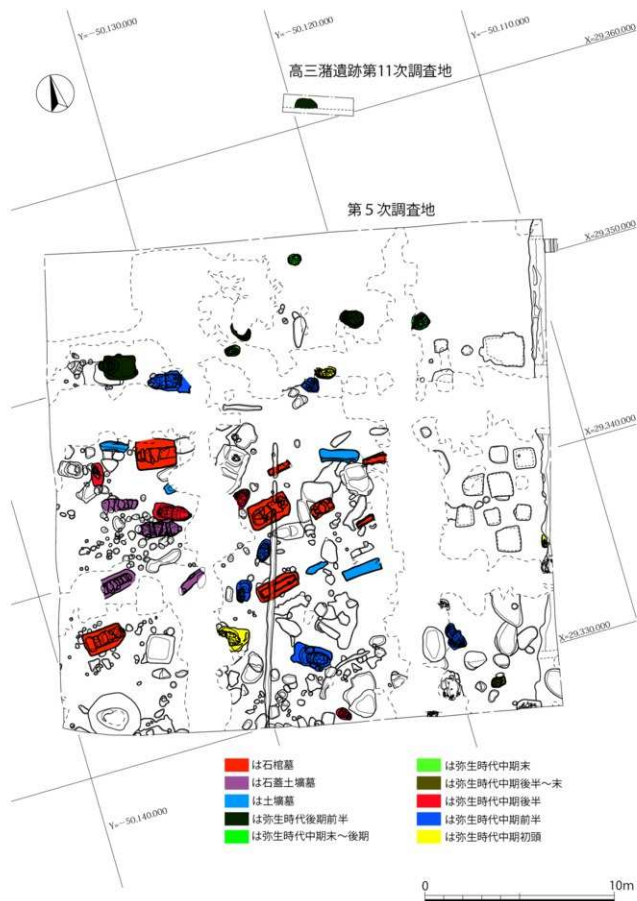 Y=-50.130.000
Y=-50.120.000
Y=-50.110.000
X=29.360.000
高三潴遺跡第11次調査地
第5次調査地
X=29.350.000
X=29.340.000
X=29.330.000
Y=-50.140.000
は石棺墓
は石蓋土壙墓
は土壙墓
は弥生時代後期前半
は弥生時代中期末〜後期
は弥生時代中期末
は弥生時代中期後半〜末
は弥生時代中期後半
は弥生時代中期前半
は弥生時代中期初頭
0
10m